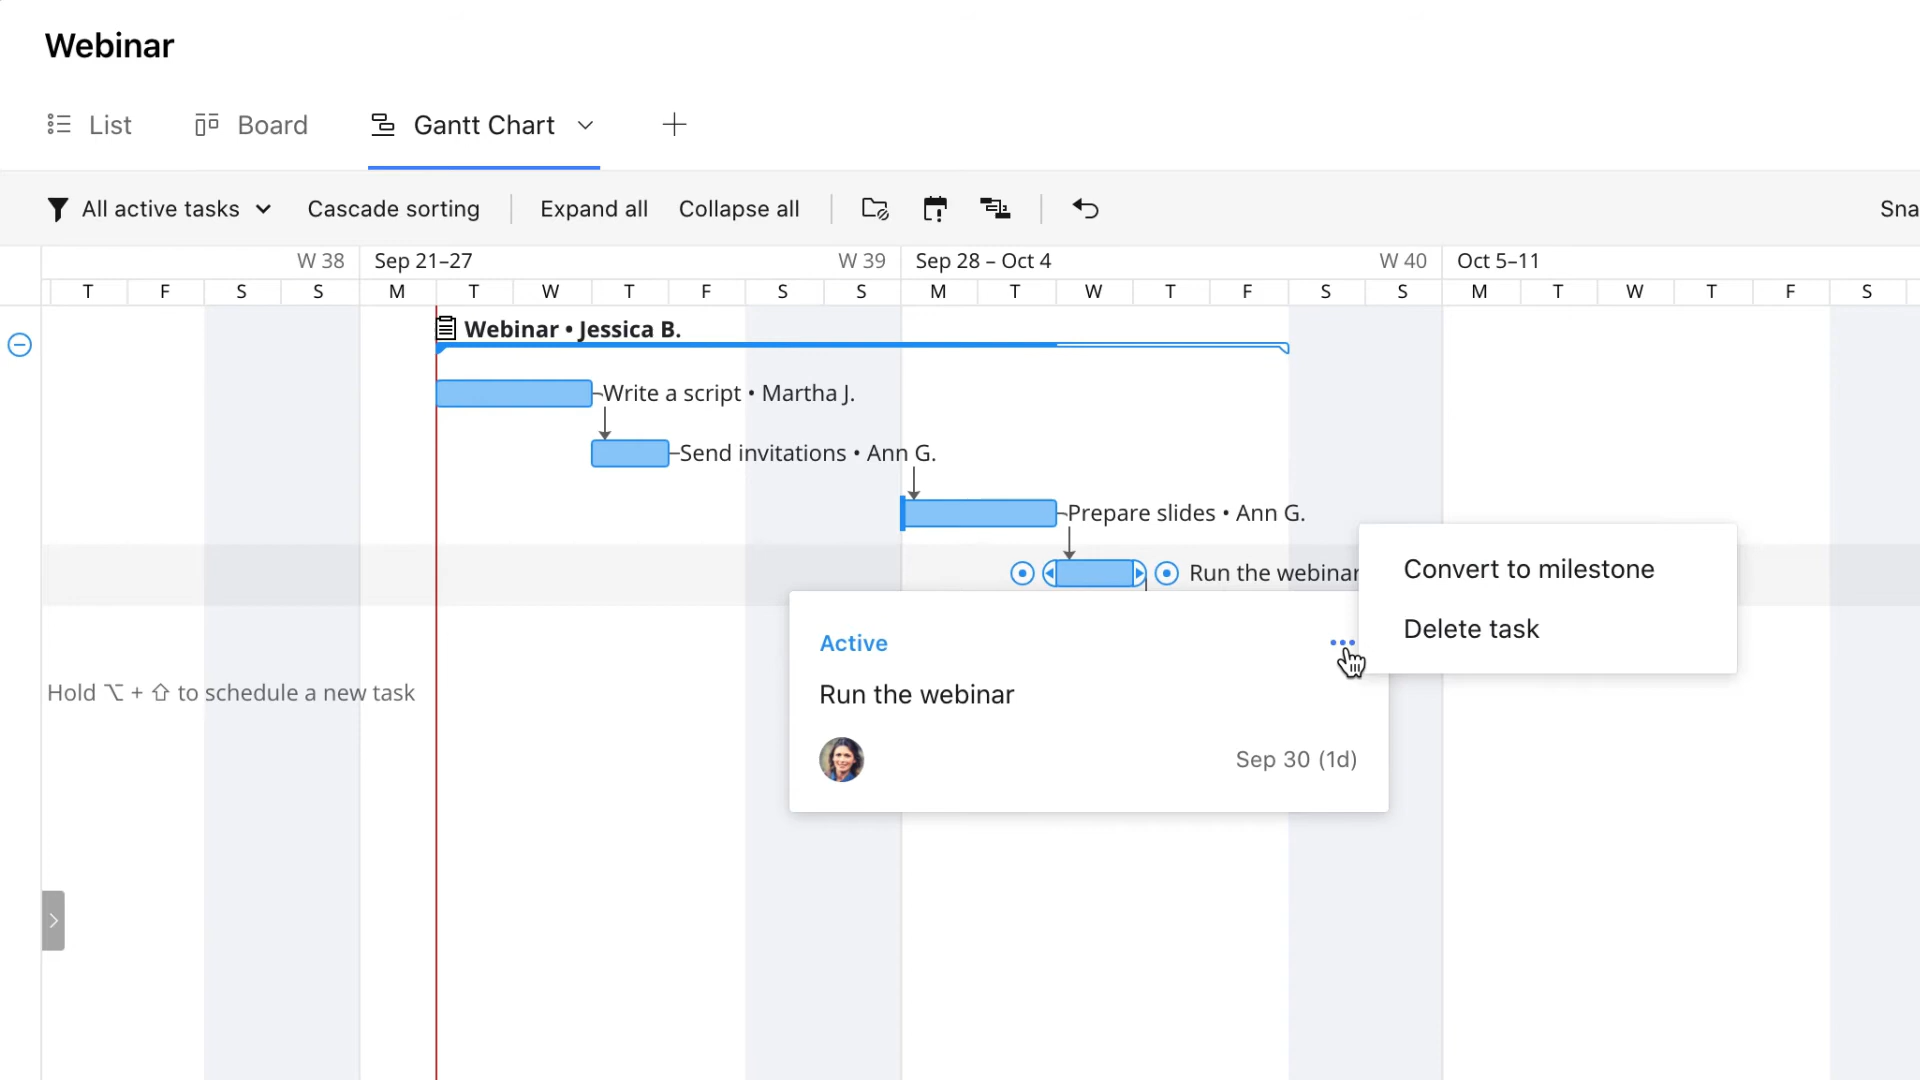 Webinar
List Board Gantt Chart
All active tasks Cascade sorting Expand all Collapse all Sna
W 38 Sep 21–27 W 39 Sep 28 – Oct 4 W 40 Oct 5–11
T F S S M T W T F S S M T W T F S S M T W T F S
Webinar • Jessica B.
Write a script • Martha J.
Send invitations • Ann G.
Prepare slides • Ann G.
Run the webinar
Convert to milestone
Delete task
Active
Run the webinar
Hold ⌥ + ⇧ to schedule a new task
Sep 30 (1d)